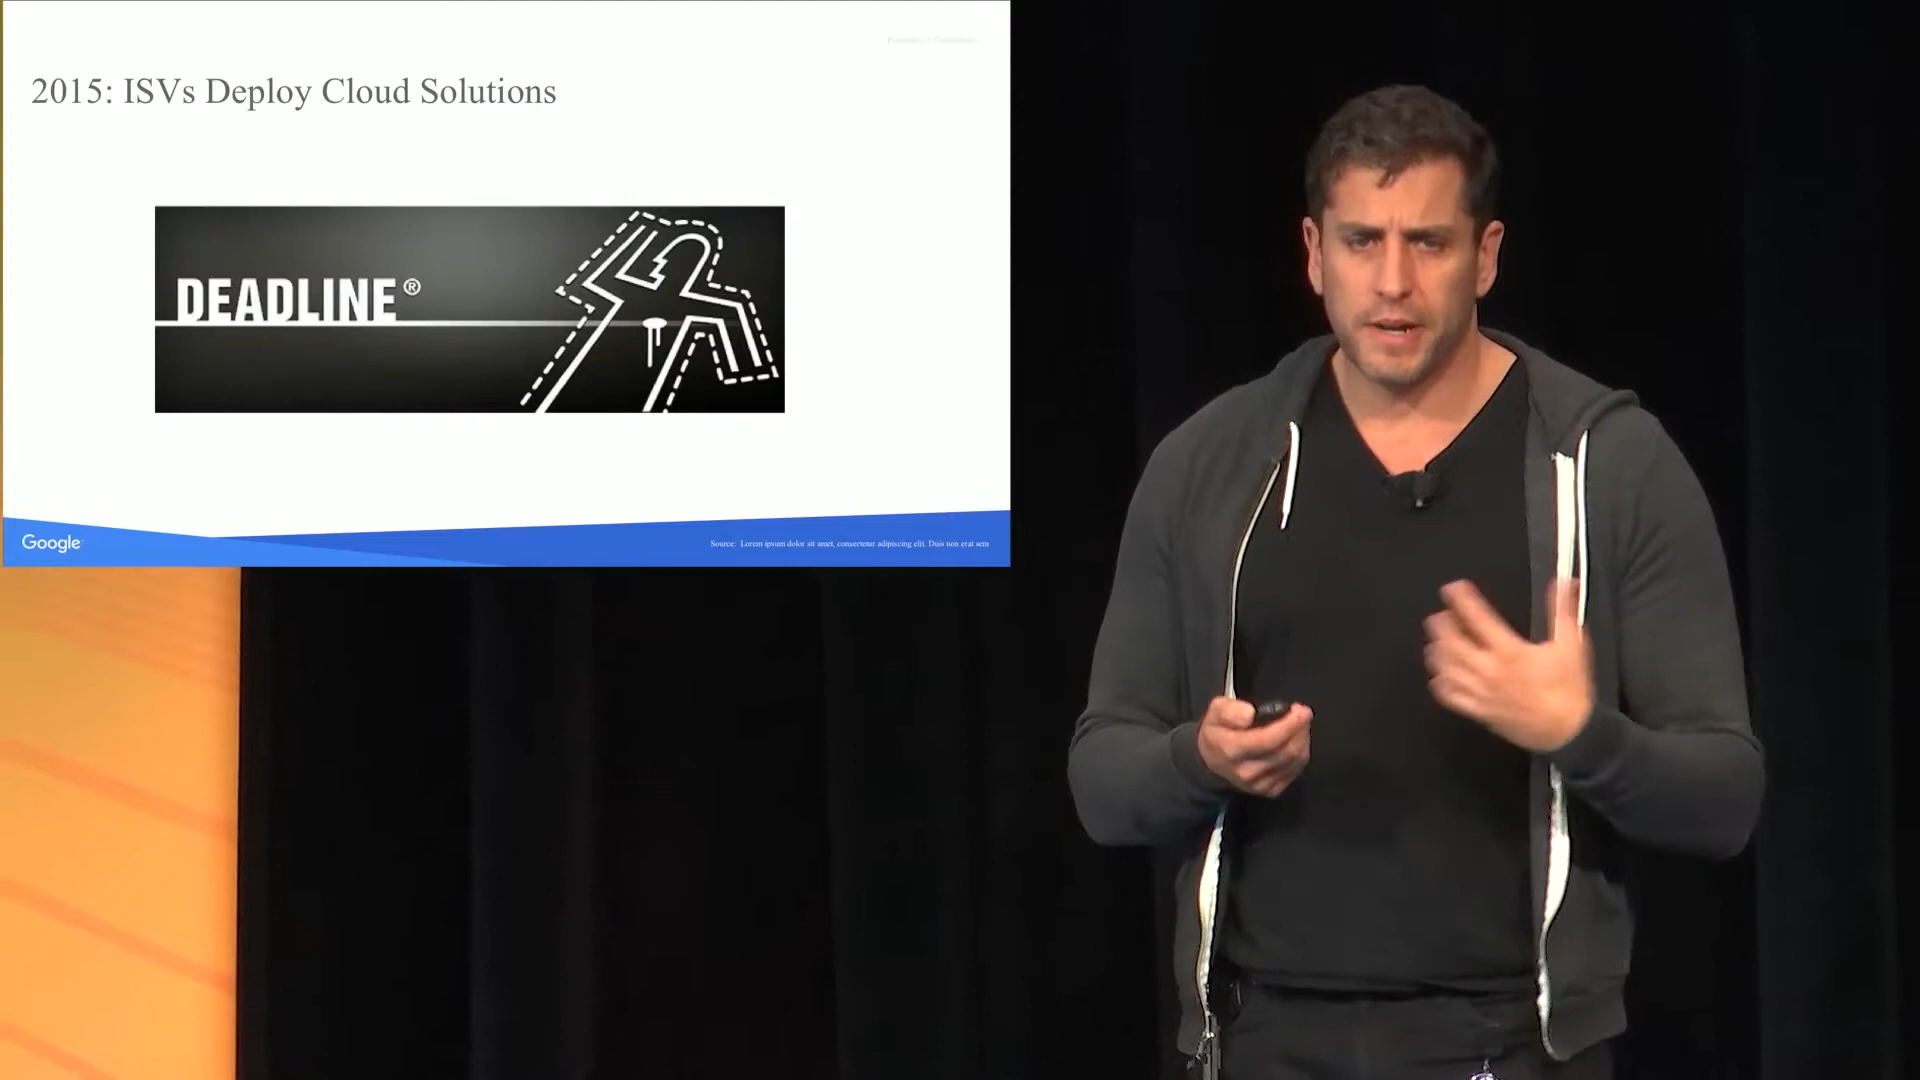 2015: ISVs Deploy Cloud Solutions
DEADLINE®
Google
Source: Lorem ipsum dolor sit amet, consectetur adipiscing elit. Duis non erat sem